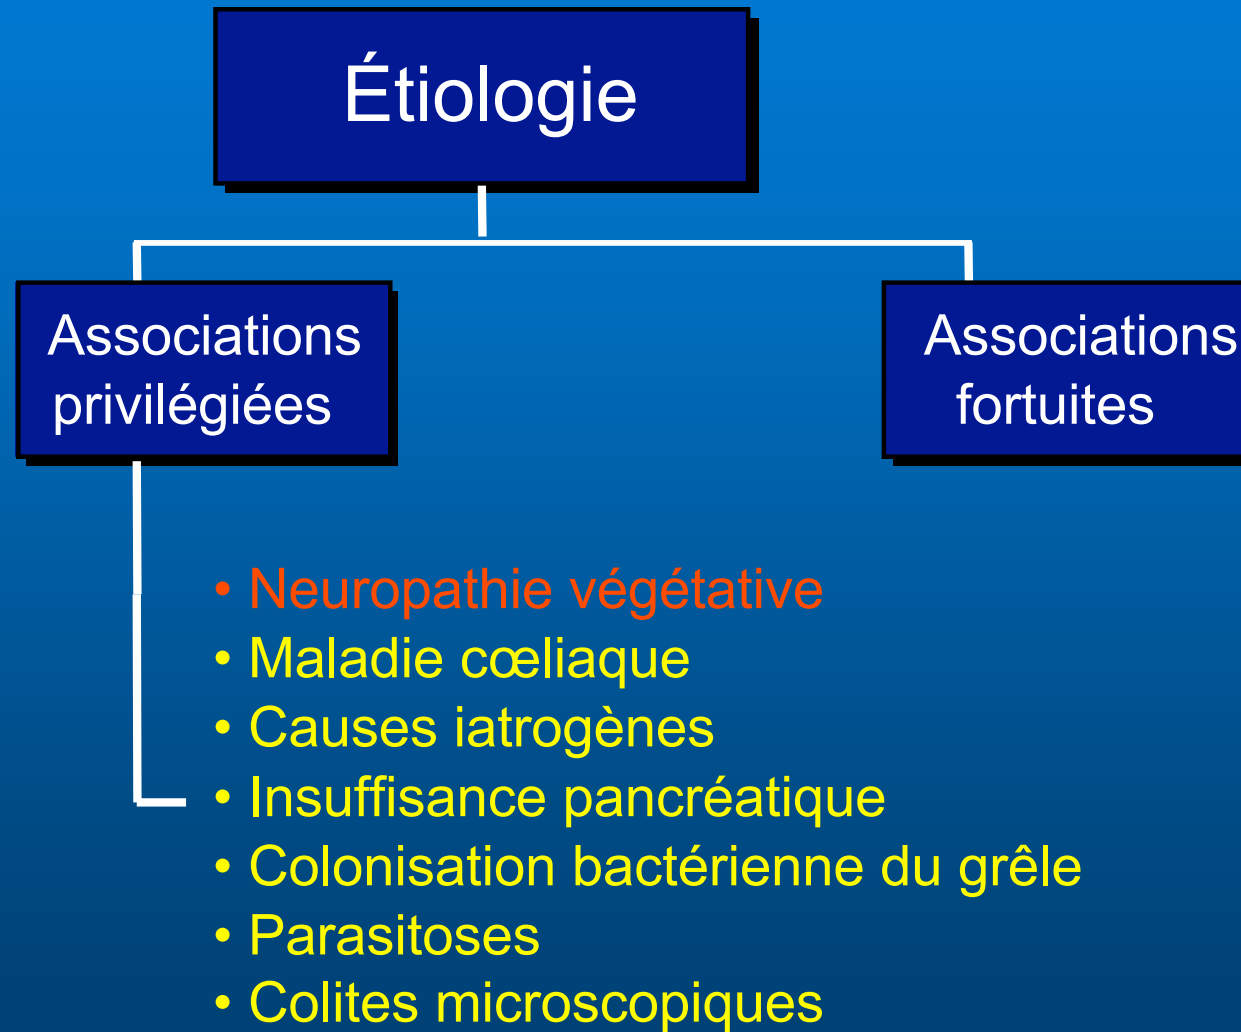 Étiologie
Associations
privilégiées
Associations
fortuites
• Neuropathie végétative
• Maladie cœliaque
• Causes iatrogènes
• Insuffisance pancréatique
• Colonisation bactérienne du grêle
• Parasitoses
• Colites microscopiques